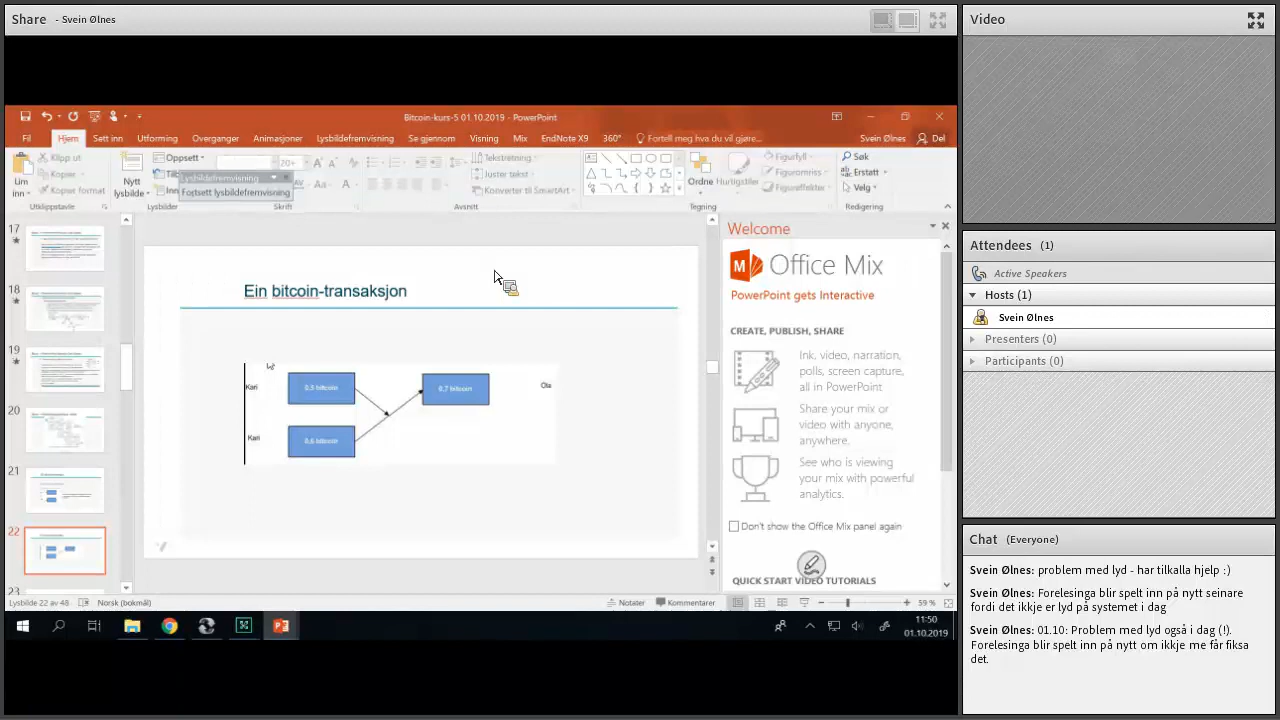 Share - Svein Ølnes
Video
Bitcoin-kurs-5 01.10.2019 - PowerPoint
Fil Hjem Sett inn Utforming Overganger Animasjoner Lysbildefremvisning Se gjennom Visning Mix EndNote X9 360° Fortell meg hva du vil gjøre... Svein Ølnes Del
Lim inn
Klipp ut
Kopier
Kopier format
Utklippstavle
Nytt lysbilde
Oppsett
Lysbilder
Lysbildefremvisning
Fortsett lysbildefremvisning
20+
Skrift
Tekstretning
Juster tekst
Konverter til SmartArt
Avsnitt
Ordne
Hurtigstiler
Figurfyll
Figuromriss
Figureffekter
Tegning
Søk
Erstatt
Velg
Redigering
17
18
19
20
21
22
23
Ein bitcoin-transaksjon
Kari
0,5 bitcoin
0,7 bitcoin
Ola
Kari
0,6 bitcoin
Welcome
Office Mix
PowerPoint gets Interactive
CREATE, PUBLISH, SHARE
Ink, video, narration,
polls, screen capture,
all in PowerPoint
Share your mix or
video with anyone,
anywhere.
See who is viewing
your mix with powerful
analytics.
Don't show the Office Mix panel again
QUICK START VIDEO TUTORIALS
Lysbilde 22 av 48 Norsk (bokmål) Notater Kommentarer 59 %
11:50
01.10.2019
Attendees (1)
Active Speakers
Hosts (1)
Svein Ølnes
Presenters (0)
Participants (0)
Chat (Everyone)
Svein Ølnes: problem med lyd - har tilkalla hjelp :)
Svein Ølnes: Forelesinga blir spelt inn på nytt seinare
fordi det ikkje er lyd på systemet i dag
Svein Ølnes: 01.10: Problem med lyd også i dag (!).
Forelesinga blir spelt inn på nytt om ikkje me får fiksa
det.